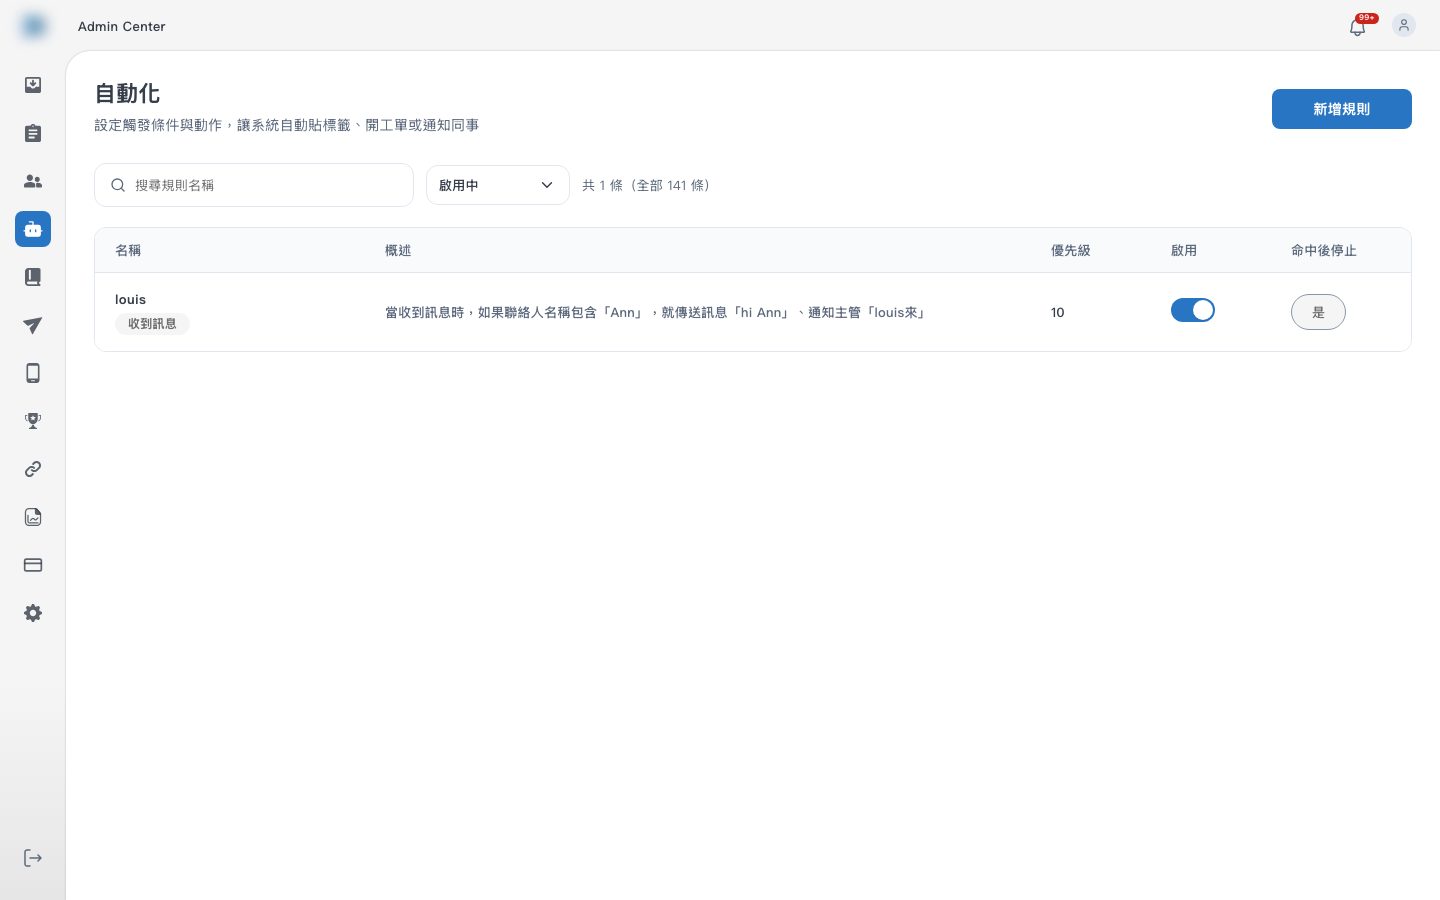 Admin Center
99+
自動化
設定觸發條件與動作，讓系統自動貼標籤、開工單或通知同事
新增規則
搜尋規則名稱
啟用中
共 1 條（全部 141 條）
名稱
概述
優先級
啟用
命中後停止
louis
收到訊息
當收到訊息時，如果聯絡人名稱包含「Ann」，就傳送訊息「hi Ann」、通知主管「louis來」
10
是